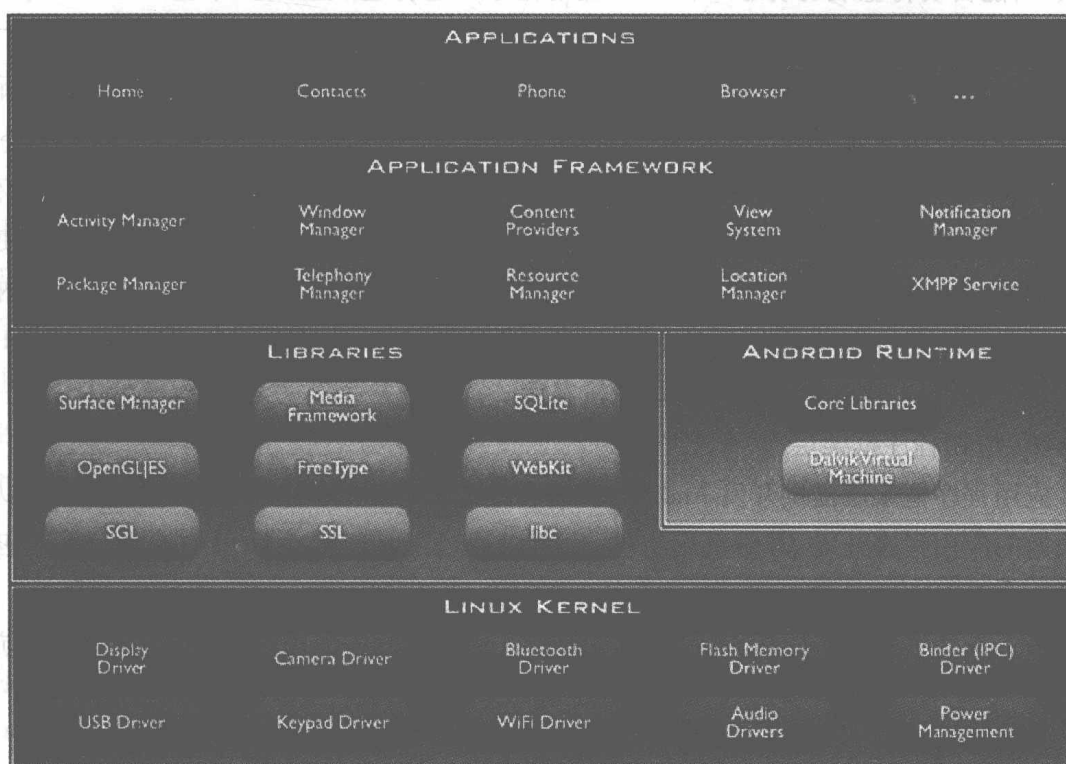 APPLICATIONS
Home Contacts Phone Browser ...
APPLICATION FRAMEWORK
Activity Manager Window Manager Content Providers View System Notification Manager
Package Manager Telephony Manager Resource Manager Location Manager XMPP Service
LIBRARIES ANDROID RUNTIME
Surface Manager Media Framework SQLite Core Libraries
OpenGL|ES FreeType WebKit Dalvik Virtual Machine
SGL SSL libc
LINUX KERNEL
Display Driver Camera Driver Bluetooth Driver Flash Memory Driver Binder (IPC) Driver
USB Driver Keypad Driver WiFi Driver Audio Drivers Power Management